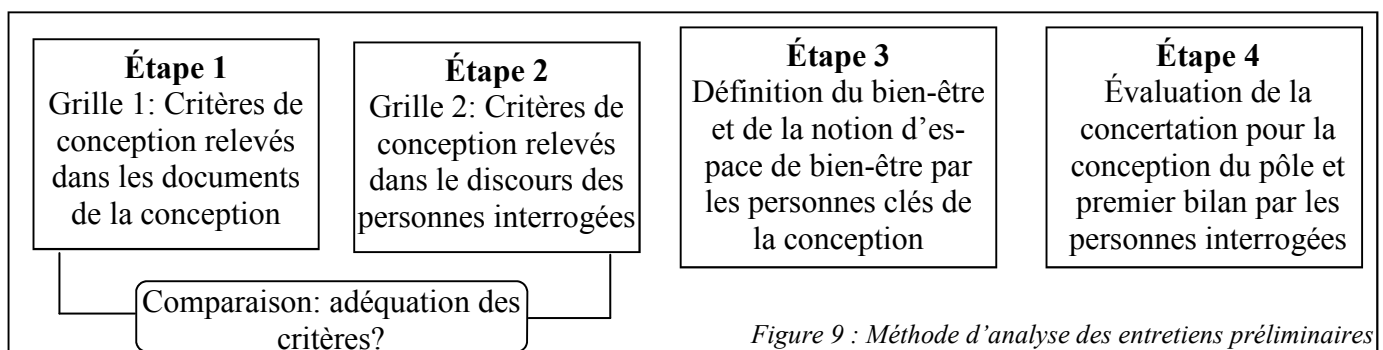 Étape 1
Grille 1: Critères de
conception relevés
dans les documents
de la conception
Étape 2
Grille 2: Critères de
conception relevés
dans le discours des
personnes interrogées
Étape 3
Définition du bien-être
et de la notion d’es-
pace de bien-être par
les personnes clés de
la conception
Étape 4
Évaluation de la
concertation pour la
conception du pôle et
premier bilan par les
personnes interrogées
Comparaison: adéquation des
critères?
Figure 9 : Méthode d’analyse des entretiens préliminaires